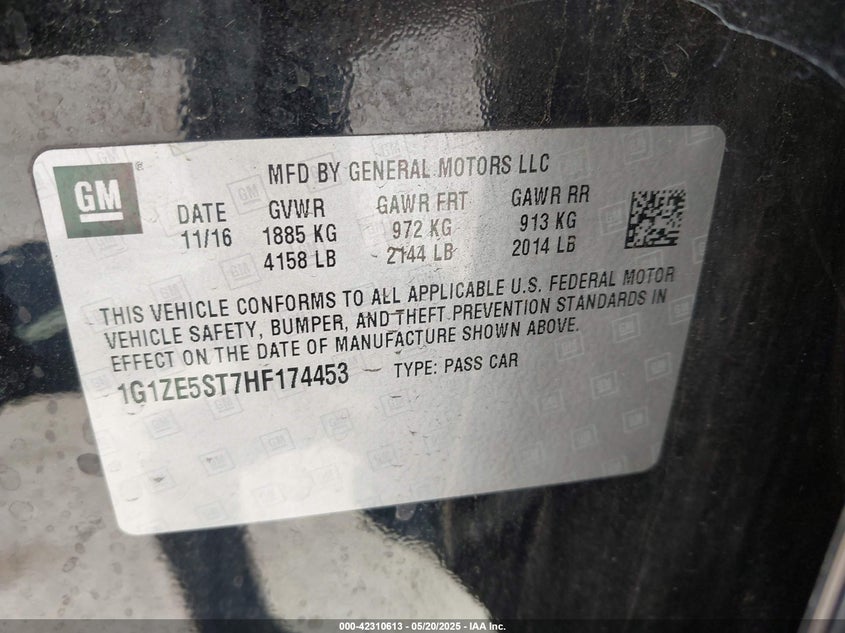 GM®
MFD BY GENERAL MOTORS LLC
DATE GVWR GAWR FRT GAWR RR
11/16 1885 KG 972 KG 913 KG
4158 LB 2144 LB 2014 LB
THIS VEHICLE CONFORMS TO ALL APPLICABLE U.S. FEDERAL MOTOR
VEHICLE SAFETY, BUMPER, AND THEFT PREVENTION STANDARDS IN
EFFECT ON THE DATE OF MANUFACTURE SHOWN ABOVE.
1G1ZE5ST7HF174453 TYPE: PASS CAR
000-42310613 - 05/20/2025 - IAA Inc.